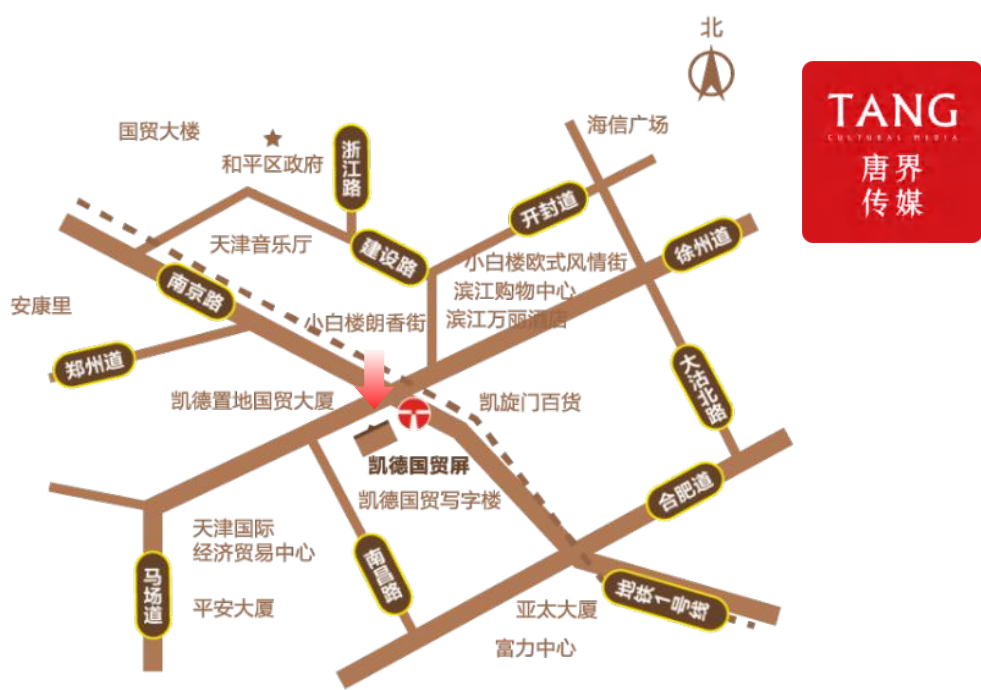 北
TANG
CULTURAL MEDIA
唐界
传媒
海信广场
国贸大楼
和平区政府
浙江路
开封道
天津音乐厅
建设路
徐州道
小白楼欧式风情街
滨江购物中心
滨江万丽酒店
南京路
安康里
小白楼朗香街
郑州道
大沽北路
凯德置地国贸大厦
凯旋门百货
凯德国贸屏
凯德国贸写字楼
合肥道
天津国际
经济贸易中心
马场道
南昌路
平安大厦
地铁1号线
亚太大厦
富力中心